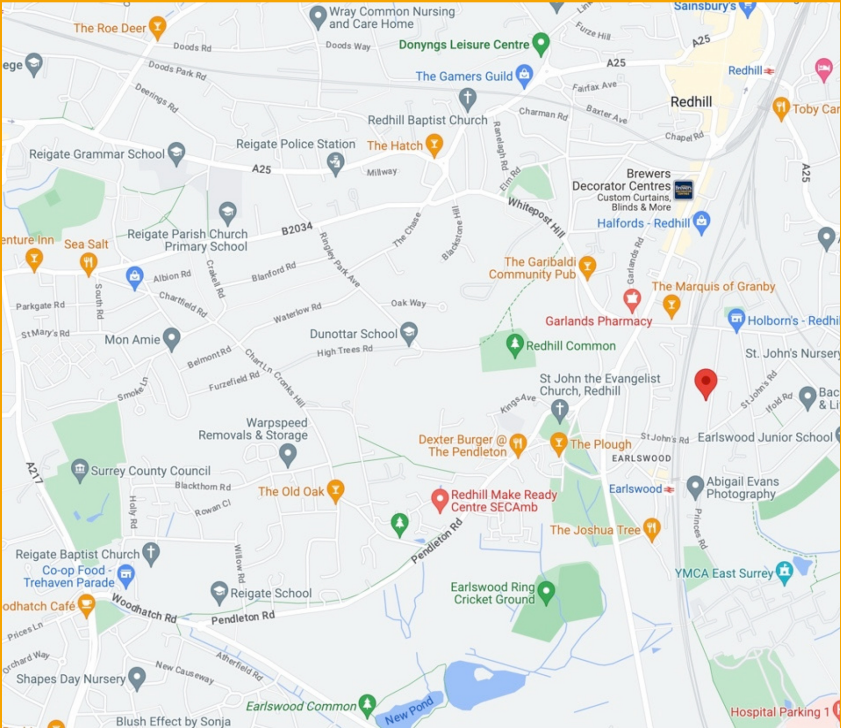 Sainsbury's
Wray Common Nursing
and Care Home
The Roe Deer
Furze Hill
Donyngs Leisure Centre
Doods Rd
Doods Way
A25
A25
ege
Doods Park Rd
The Gamers Guild
Redhill
Fairfax Ave
Deerings Rd
Redhill
Toby Car
Redhill Baptist Church
Charman Rd
Baxter Ave
Chapel Rd
Reigate Police Station
The Hatch
Ranelagh Rd
Reigate Grammar School
A25
Millway
A25
Elm Rd
Brewers
Decorator Centres
Custom Curtains,
Blinds & More
Whitepost Hill
Halfords - Redhill
Reigate Parish Church
Primary School
B2034
The Chase
Blackstone Hill
enture Inn
Sea Salt
Ringley Park Ave
Garlands Rd
The Garibaldi
Community Pub
Albion Rd
Crakell Rd
Blanford Rd
The Marquis of Granby
South Rd
Chartfield Rd
Parkgate Rd
Oak Way
Waterlow Rd
Garlands Pharmacy
Holborn's - Redhi
St Mary's Rd
Mon Amie
Dunottar School
High Trees Rd
Redhill Common
St. John's Nursery
Belmont Rd
Chart Ln
Cronks Hill
Smoke Ln
Furzefield Rd
St John the Evangelist
Church, Redhill
St John's Rd
Ifold Rd
Bac
& Li
Kings Ave
Warpspeed
Removals & Storage
Dexter Burger @
The Pendleton
The Plough
St John's Rd
Earlswood Junior School
EARLSWOOD
A217
Surrey County Council
Blackthorn Rd
The Old Oak
Redhill Make Ready
Centre SECAmb
Earlswood
Abigail Evans
Photography
Rowan Cl
Holly Rd
The Joshua Tree
Princes Rd
Pendleton Rd
Reigate Baptist Church
Willow Rd
Co-op Food -
Trehaven Parade
YMCA East Surrey
Earlswood Ring
Cricket Ground
Reigate School
oodhatch Café
Woodhatch Rd
Pendleton Rd
Prices Ln
Orchard Way
Atherfield Rd
New Causeway
Shapes Day Nursery
Earlswood Common
New Pond
Hospital Parking 1
Blush Effect by Sonja